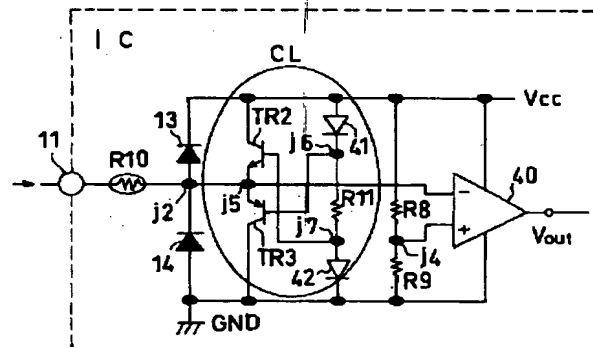 I C
CL
Vcc
13
TR2
j6
41
11
R10
40
j2
j5
R11
R8
−
+
j7
j4
Vout
14
TR3
42
R9
GND